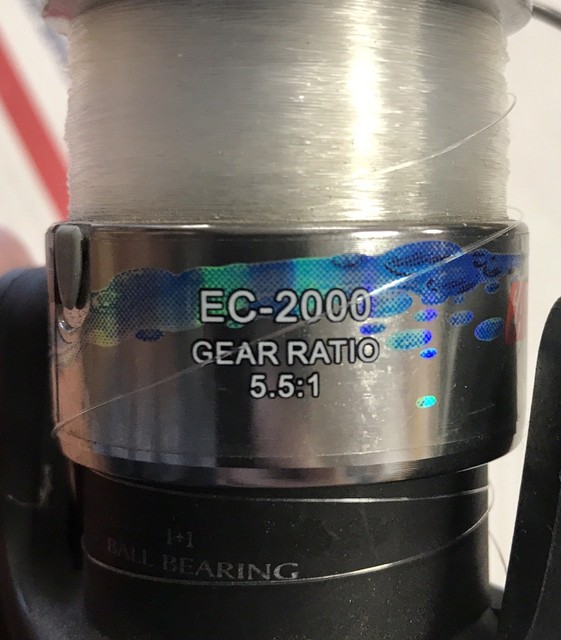 EC-2000
GEAR RATIO
5.5:1
1+1
BALL BEARING